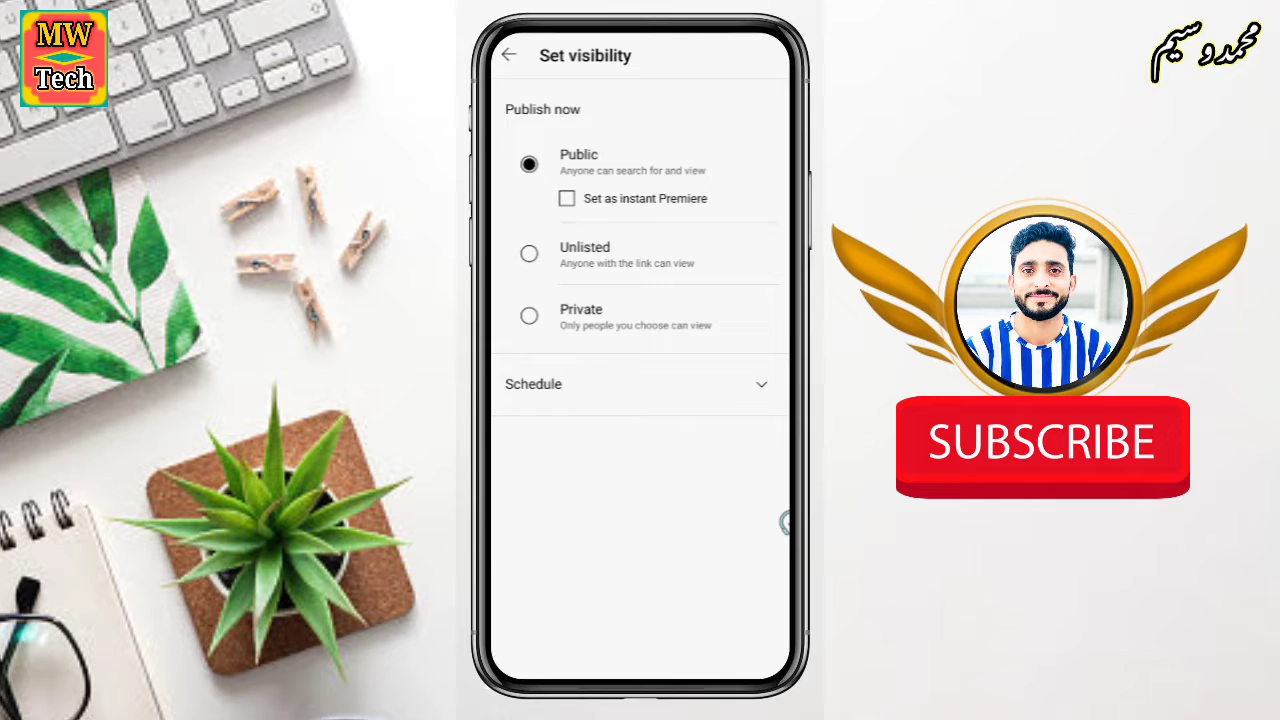 MW
Tech
محمد وسیم
Set visibility
Publish now
Public
Anyone can search for and view
Set as instant Premiere
Unlisted
Anyone with the link can view
Private
Only people you choose can view
Schedule
SUBSCRIBE